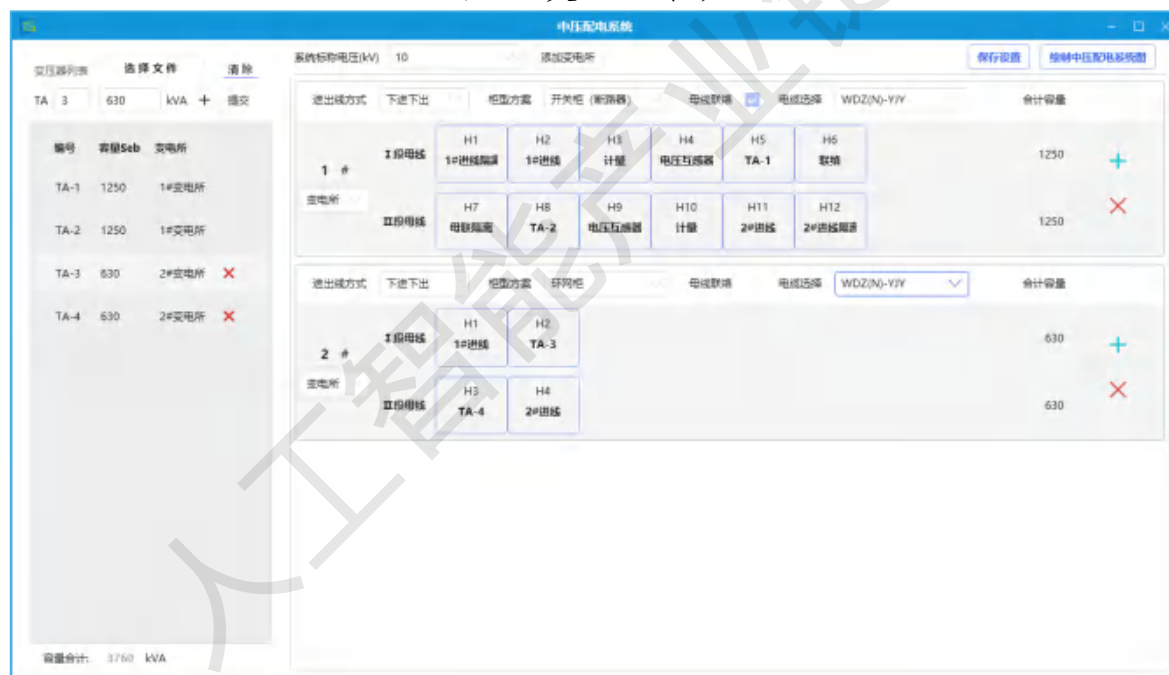 中压配电系统
变压器列表 选择文件 清除
TA 3 630 kVA + 提交
编号 容量Seb 变电所
TA-1 1250 1#变电所
TA-2 1250 1#变电所
TA-3 630 2#变电所
TA-4 630 2#变电所
容量合计: 3760 kVA
系统标称电压(kV) 10 添加变电所 保存设置 绘制中压配电系统图
进出线方式 下进下出 柜型方案 开关柜 (断路器) 母线联络 电缆选择 WDZ(N)-YJY 合计容量
1 #
变电所
I段母线
H1 H2 H3 H4 H5 H6
1#进线隔离 1#进线 计量 电压互感器 TA-1 联络
1250
II段母线
H7 H8 H9 H10 H11 H12
母联隔离 TA-2 电压互感器 计量 2#进线 2#进线隔离
1250
进出线方式 下进下出 柜型方案 环网柜 母线联络 电缆选择 WDZ(N)-YJY 合计容量
2 #
变电所
I段母线
H1 H2
1#进线 TA-3
630
II段母线
H3 H4
TA-4 2#进线
630
人工智能产业